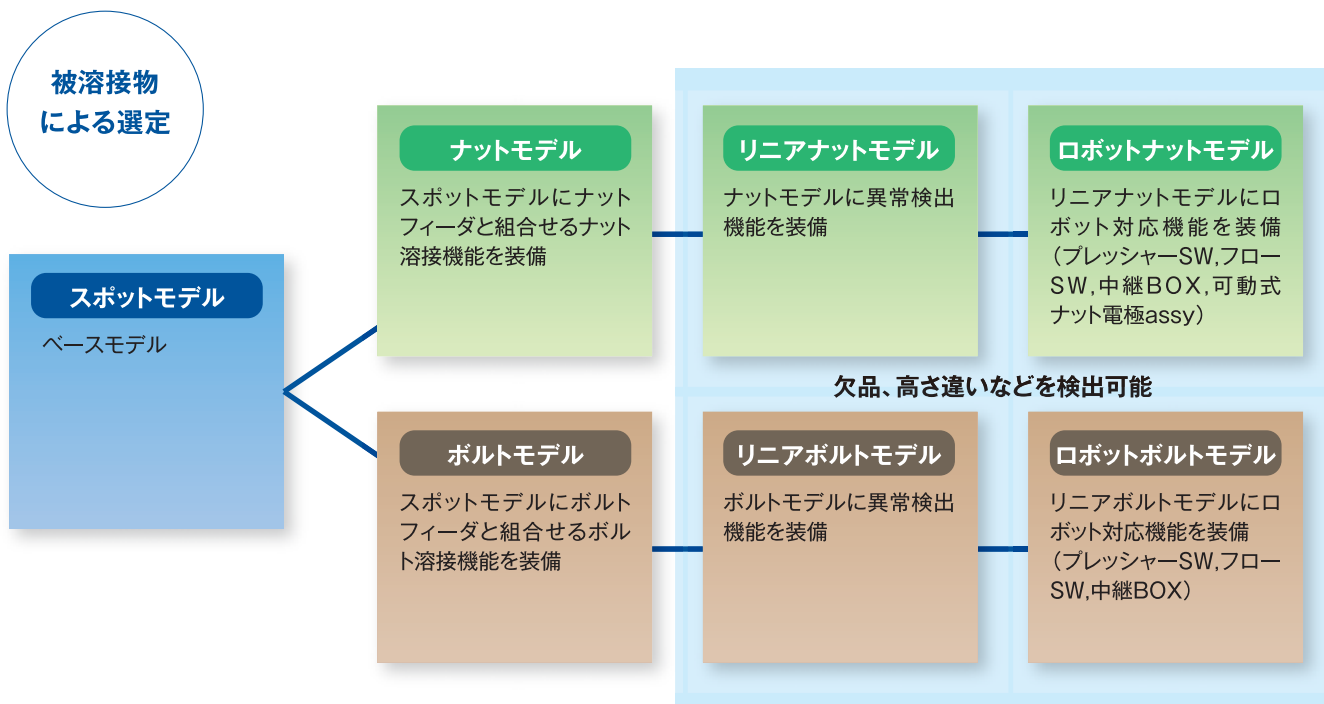 被溶接物
による選定
スポットモデル
ベースモデル
ナットモデル
スポットモデルにナット
フィーダと組合せるナット
溶接機能を装備
リニアナットモデル
ナットモデルに異常検出
機能を装備
ロボットナットモデル
リニアナットモデルにロ
ボット対応機能を装備
（プレッシャーSW,フロー
SW,中継BOX,可動式
ナット電極assy）
欠品、高さ違いなどを検出可能
ボルトモデル
スポットモデルにボルト
フィーダと組合せるボル
ト溶接機能を装備
リニアボルトモデル
ボルトモデルに異常検出
機能を装備
ロボットボルトモデル
リニアボルトモデルにロ
ボット対応機能を装備
（プレッシャーSW,フロー
SW,中継BOX）